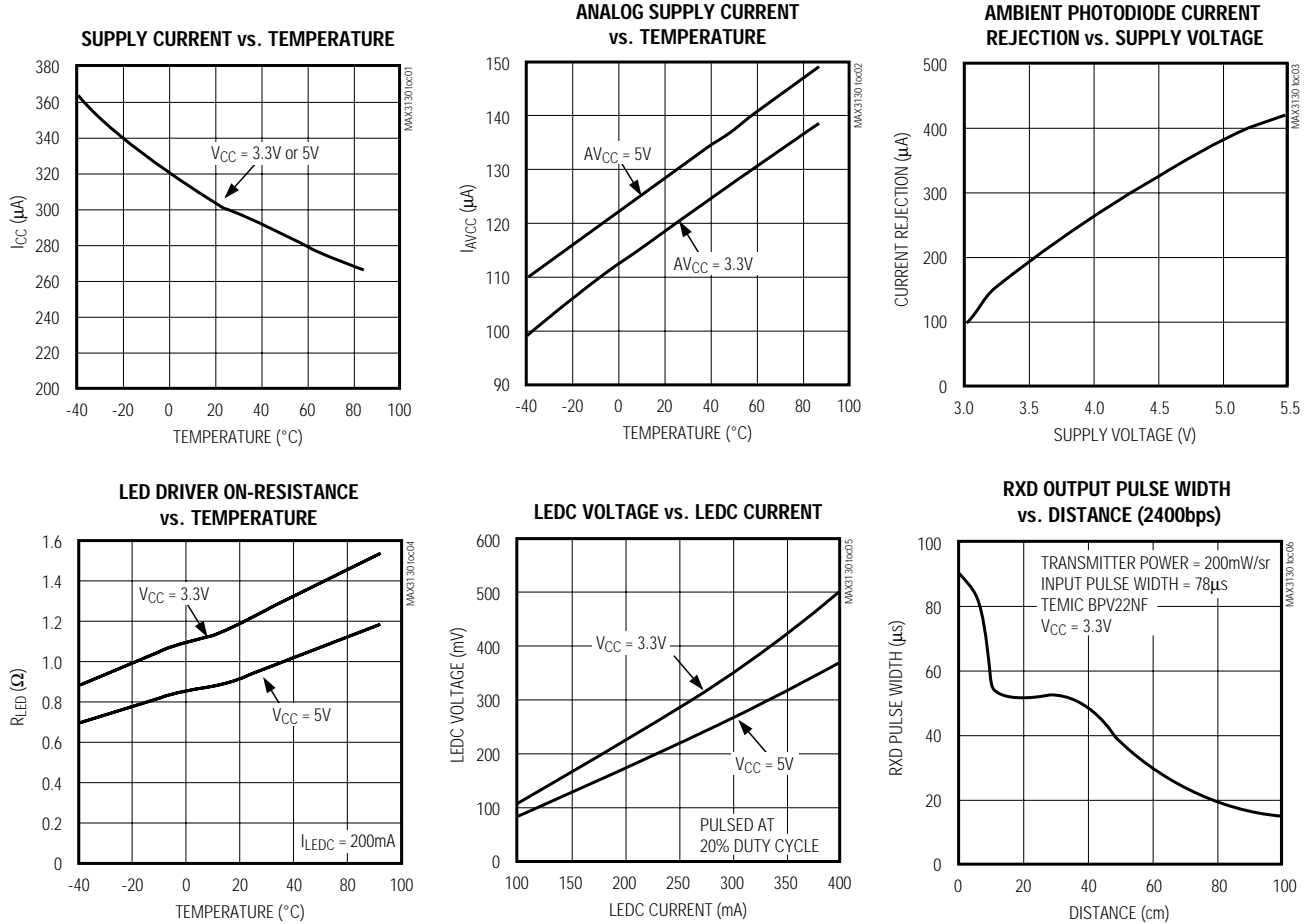 SUPPLY CURRENT vs. TEMPERATURE
380
360
340
320
300
280
260
240
220
200
-40 -20 0 20 40 60 80 100
TEMPERATURE (°C)
ICC (µA)
VCC = 3.3V or 5V
MAX3130 toc01
ANALOG SUPPLY CURRENT
vs. TEMPERATURE
150
140
130
120
110
100
90
-40 -20 0 20 40 60 80 100
TEMPERATURE (°C)
IAVCC (µA)
AVCC = 5V
AVCC = 3.3V
MAX3130 toc02
AMBIENT PHOTODIODE CURRENT
REJECTION vs. SUPPLY VOLTAGE
500
400
300
200
100
0
3.0 3.5 4.0 4.5 5.0 5.5
SUPPLY VOLTAGE (V)
CURRENT REJECTION (µA)
MAX3130 toc03
LED DRIVER ON-RESISTANCE
vs. TEMPERATURE
1.6
1.4
1.2
1.0
0.8
0.6
0.4
0.2
0
-40 -20 0 20 40 60 80 100
TEMPERATURE (°C)
RLED (Ω)
VCC = 3.3V
VCC = 5V
ILEDC = 200mA
MAX3130 toc04
LEDC VOLTAGE vs. LEDC CURRENT
600
500
400
300
200
100
0
100 150 200 250 300 350 400
LEDC CURRENT (mA)
LEDC VOLTAGE (mV)
VCC = 3.3V
VCC = 5V
PULSED AT
20% DUTY CYCLE
MAX3130 toc05
RXD OUTPUT PULSE WIDTH
vs. DISTANCE (2400bps)
100
80
60
40
20
0
0 20 40 60 80 100
DISTANCE (cm)
RXD PULSE WIDTH (µs)
TRANSMITTER POWER = 200mW/sr
INPUT PULSE WIDTH = 78µs
TEMIC BPV22NF
VCC = 3.3V
MAX3130 toc06